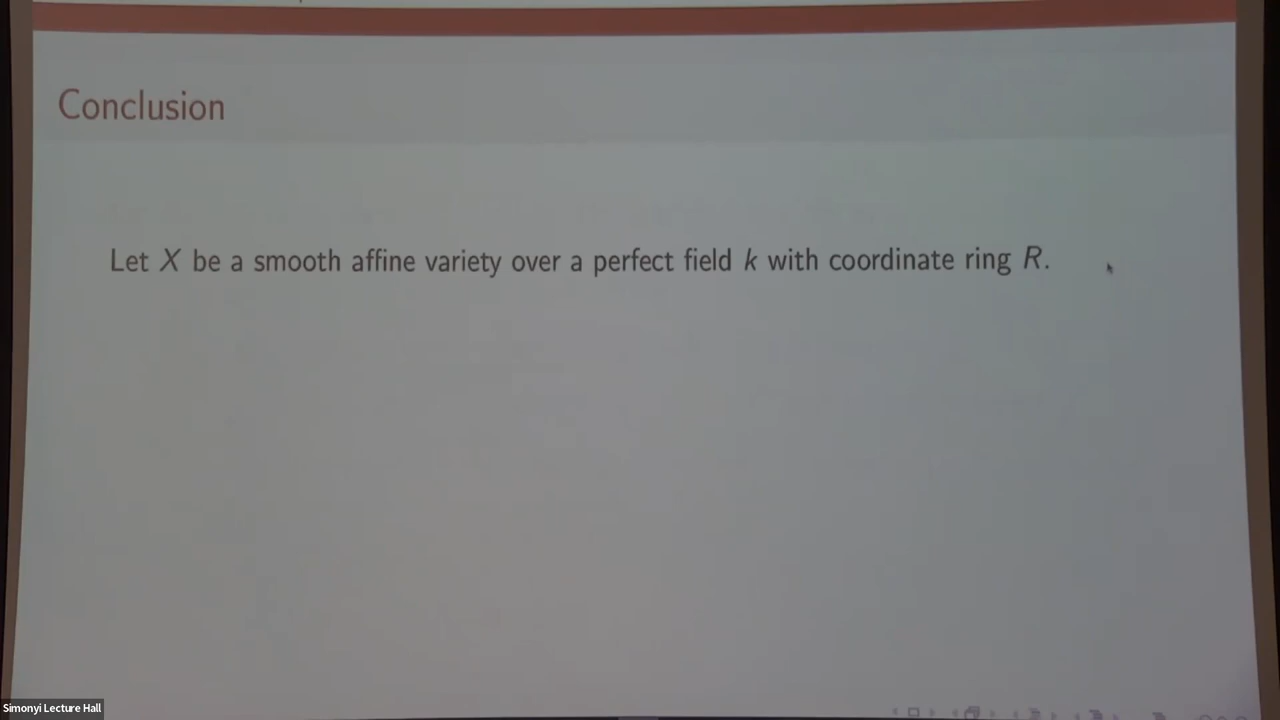 Conclusion
Let X be a smooth affine variety over a perfect field k with coordinate ring R.
Simonyi Lecture Hall